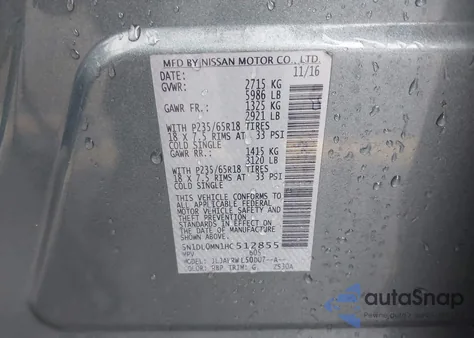 MFD BY NISSAN MOTOR CO., LTD.
DATE: 11/16
GVWR: 2715 KG
5986 LB
GAWR FR: 1325 KG
2921 LB
WITH P235/65R18 TIRES
18 X 7.5 RIMS AT 33 PSI
COLD SINGLE
GAWR RR: 1415 KG
3120 LB
WITH P235/65R18 TIRES
18 X 7.5 RIMS AT 33 PSI
COLD SINGLE
THIS VEHICLE CONFORMS TO
ALL APPLICABLE FEDERAL
MOTOR VEHICLE SAFETY AND
THEFT PREVENTION
STANDARDS IN EFFECT ON
THE DATE OF MANUFACTURE
SHOWN ABOVE.
5N1DL0MN1HC512855
MPV
MODEL:
COLOR: TRIM: G
autoSnap